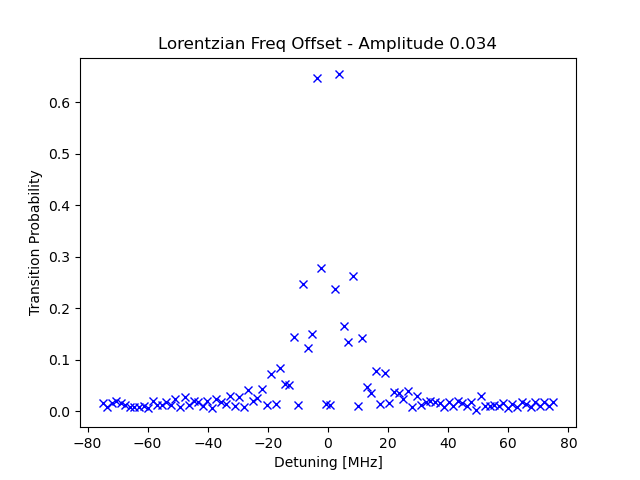 Lorentzian Freq Offset - Amplitude 0.034
Transition Probability
0.6
0.5
0.4
0.3
0.2
0.1
0.0
−80 −60 −40 −20 0 20 40 60 80
Detuning [MHz]